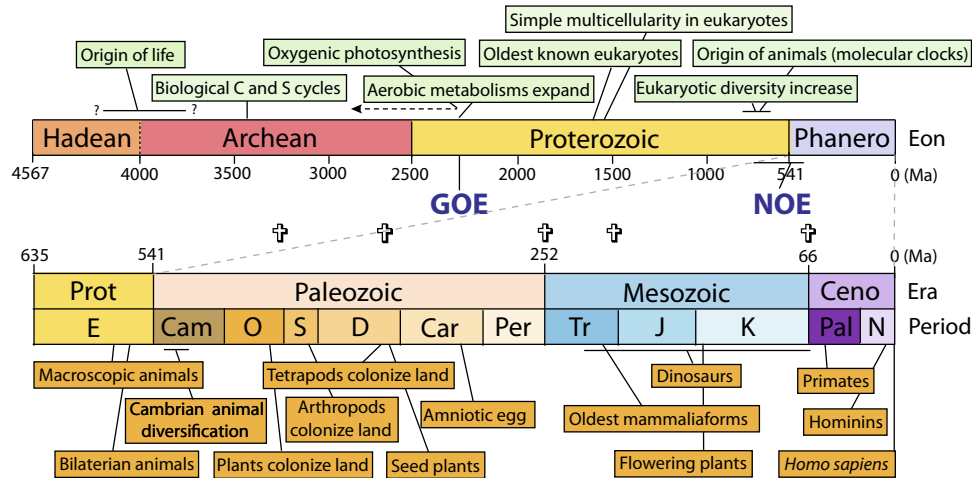 Simple multicellularity in eukaryotes
Origin of life
Oxygenic photosynthesis
Oldest known eukaryotes
Origin of animals (molecular clocks)
Biological C and S cycles
Aerobic metabolisms expand
Eukaryotic diversity increase
? ?
Hadean Archean Proterozoic Phanero Eon
4567 4000 3500 3000 2500 2000 1500 1000 541 0 (Ma)
GOE NOE
635 541 252 66 0 (Ma)
Prot Paleozoic Mesozoic Ceno Era
E Cam O S D Car Per Tr J K Pal N Period
Macroscopic animals
Tetrapods colonize land
Dinosaurs
Primates
Cambrian animal
diversification
Arthropods
colonize land
Amniotic egg
Oldest mammaliaforms
Hominins
Bilaterian animals
Plants colonize land
Seed plants
Flowering plants
Homo sapiens